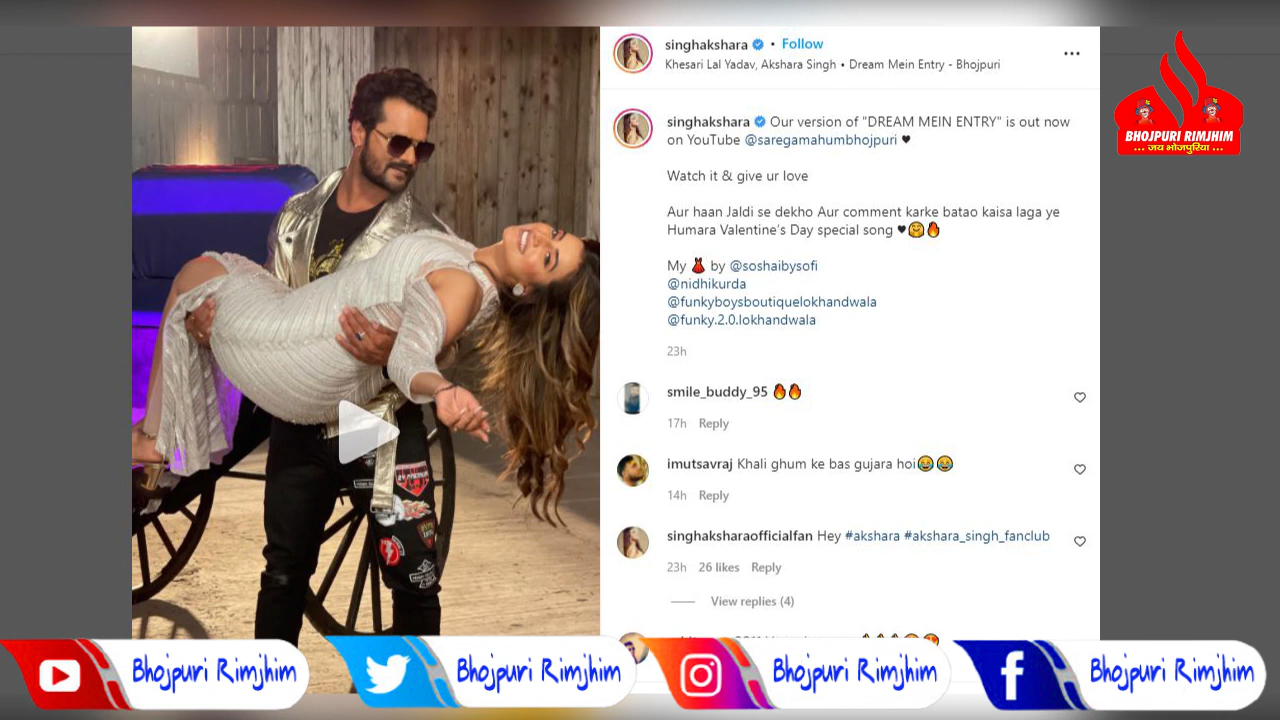 singhakshara • Follow
Khesari Lal Yadav, Akshara Singh • Dream Mein Entry - Bhojpuri
singhakshara Our version of "DREAM MEIN ENTRY" is out now
on YouTube @saregamahumbhojpuri ♥
Watch it & give ur love
Aur haan Jaldi se dekho Aur comment karke batao kaisa laga ye
Humara Valentine's Day special song ♥🤗🔥
My 💃 by @soshaibysofi
@nidhikurda
@funkyboysboutiquelokhandwala
@funky.2.0.lokhandwala
23h
smile_buddy_95 🔥🔥
17h Reply
imutsavraj Khali ghum ke bas gujara hoi😂😂
14h Reply
singhaksharaofficialfan Hey #akshara #akshara_singh_fanclub
23h 26 likes Reply
View replies (4)
BHOJPURI RIMJHIM
... जय भोजपुरिया ...
Bhojpuri Rimjhim
Bhojpuri Rimjhim
Bhojpuri Rimjhim
Bhojpuri Rimjhim